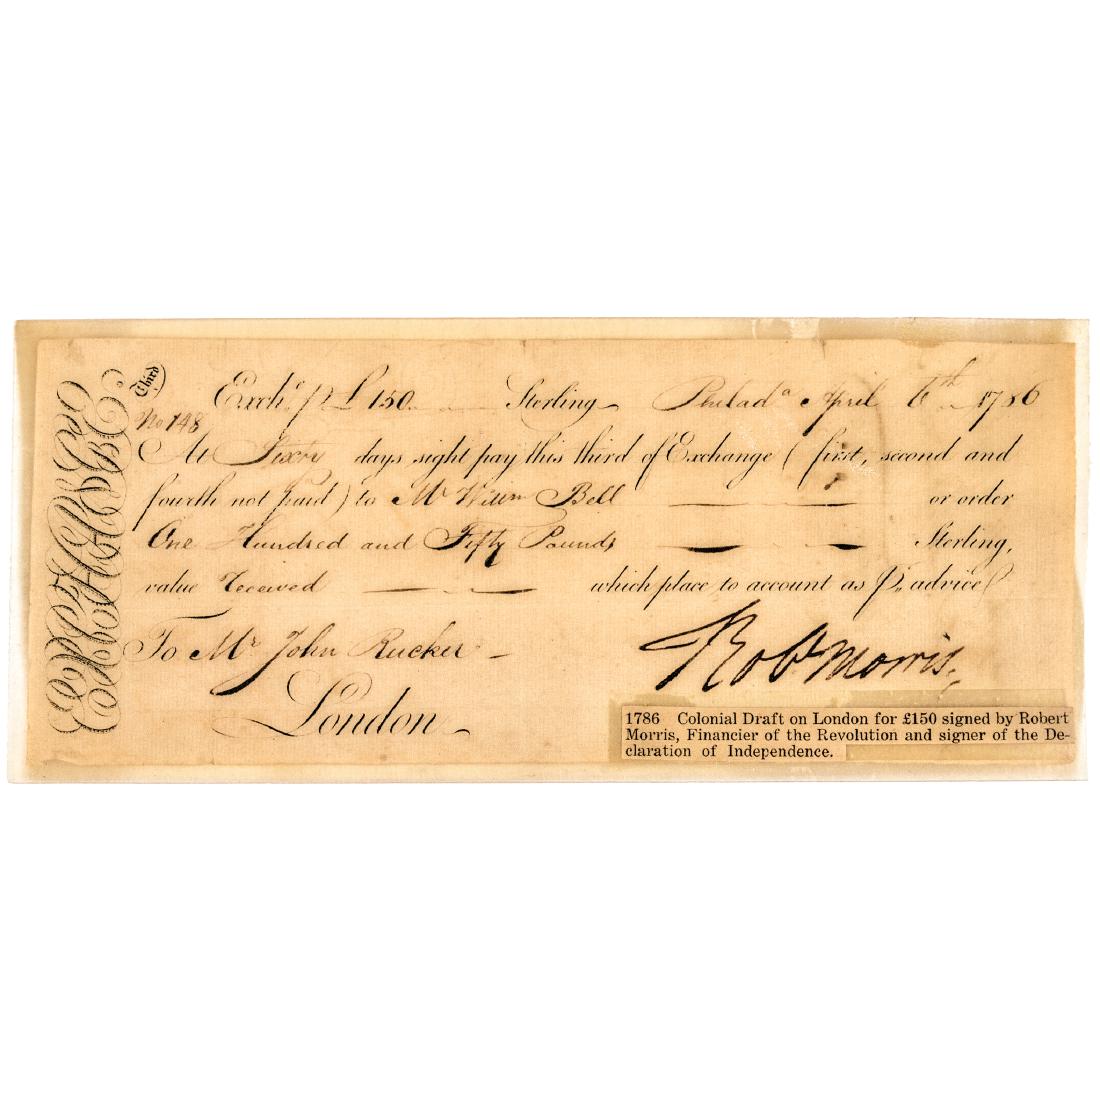 Third
No 148
Exche. p £ 150 Sterling Philada. April 6th 1786
At Sixty days sight pay this third of Exchange (first, second and
fourth not paid) to Mr Willm Bell or order
One Hundred and Fifty Pounds Sterling,
value received which place to account as pr. advice
To Mr. John Rucker
London
Robt Morris.
1786 Colonial Draft on London for £150 signed by Robert
Morris, Financier of the Revolution and signer of the De-
claration of Independence.